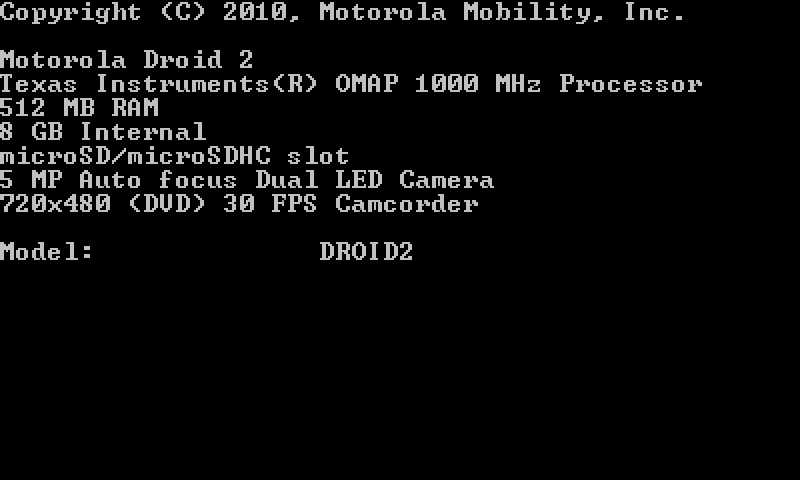 Copyright (C) 2010, Motorola Mobility, Inc.
Motorola Droid 2
Texas Instruments(R) OMAP 1000 MHz Processor
512 MB RAM
8 GB Internal
microSD/microSDHC slot
5 MP Auto focus Dual LED Camera
720x480 (DVD) 30 FPS Camcorder
Model: DROID2